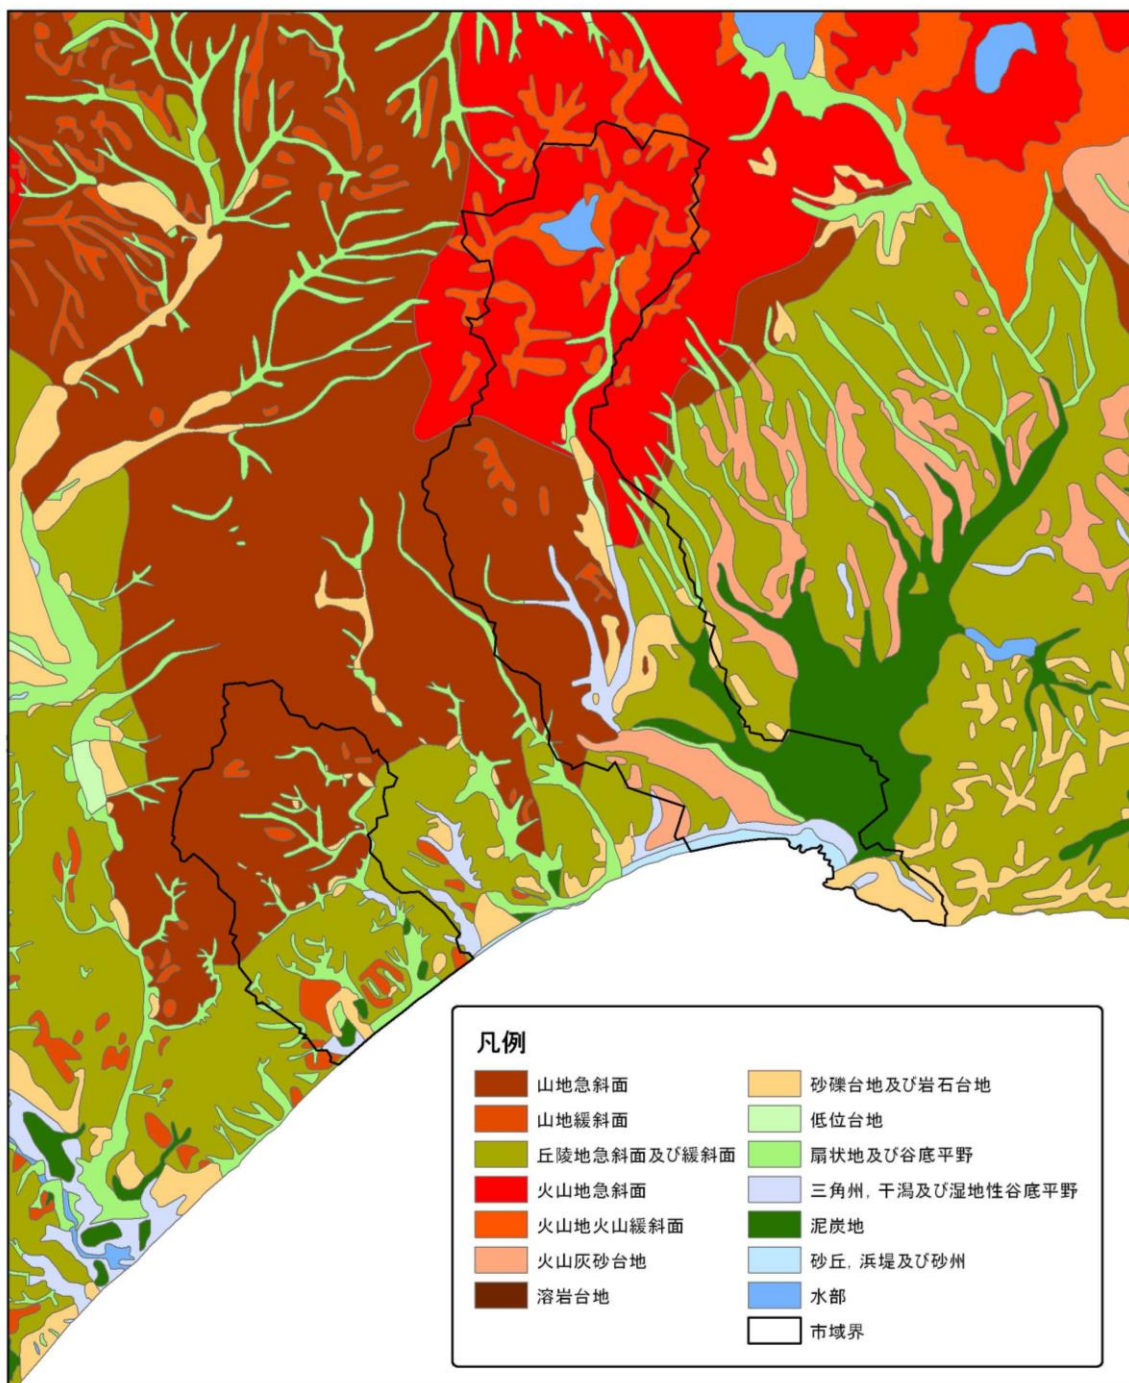 凡例
山地急斜面
山地緩斜面
丘陵地急斜面及び緩斜面
火山地急斜面
火山地火山緩斜面
火山灰砂台地
溶岩台地
砂礫台地及び岩石台地
低位台地
扇状地及び谷底平野
三角州，干潟及び湿地性谷底平野
泥炭地
砂丘，浜堤及び砂州
水部
市域界